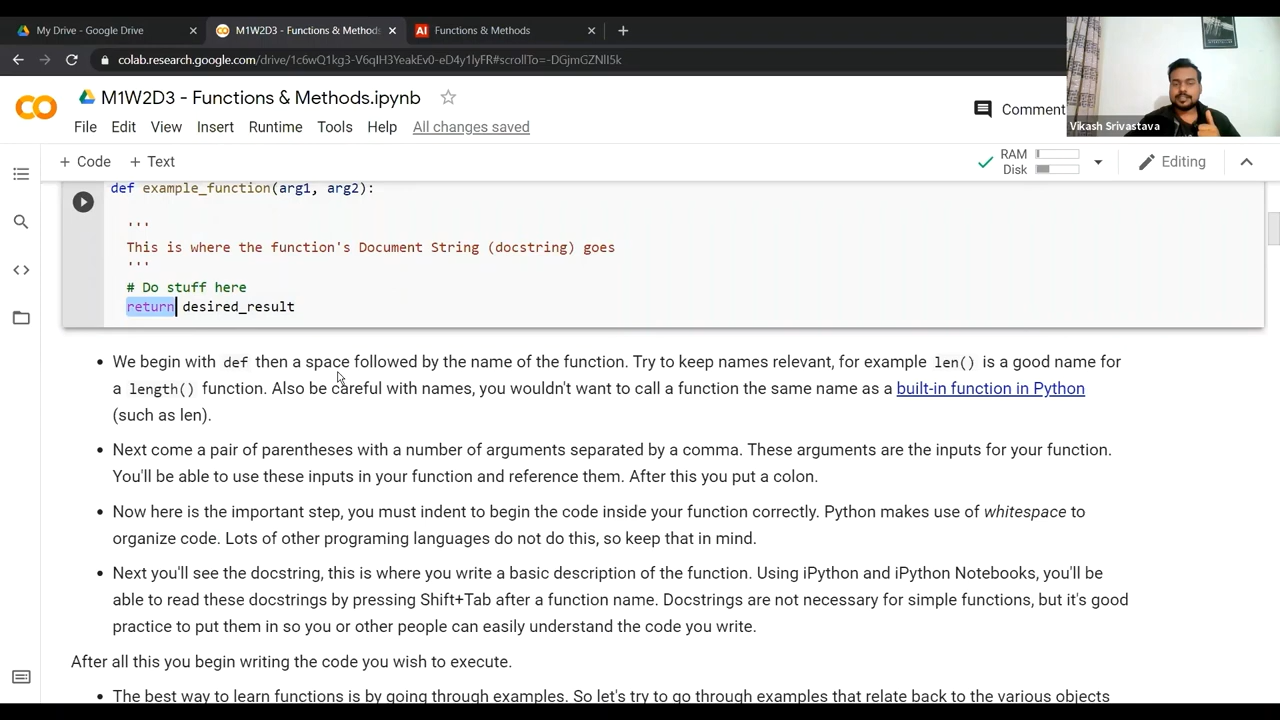 My Drive - Google Drive
M1W2D3 - Functions & Methods
Functions & Methods
colab.research.google.com/drive/1c6wQ1kg3-V6qIH3YeakEv0-eD4y1lyFR#scrollTo=-DGjmGZNlI5k
M1W2D3 - Functions & Methods.ipynb
Comment
Vikash Srivastava
File Edit View Insert Runtime Tools Help All changes saved
+ Code + Text
RAM
Disk
Editing
def example_function(arg1, arg2):
'''
This is where the function's Document String (docstring) goes
'''
# Do stuff here
return desired_result
• We begin with def then a space followed by the name of the function. Try to keep names relevant, for example len() is a good name for
a length() function. Also be careful with names, you wouldn't want to call a function the same name as a built-in function in Python
(such as len).
• Next come a pair of parentheses with a number of arguments separated by a comma. These arguments are the inputs for your function.
You'll be able to use these inputs in your function and reference them. After this you put a colon.
• Now here is the important step, you must indent to begin the code inside your function correctly. Python makes use of whitespace to
organize code. Lots of other programing languages do not do this, so keep that in mind.
• Next you'll see the docstring, this is where you write a basic description of the function. Using iPython and iPython Notebooks, you'll be
able to read these docstrings by pressing Shift+Tab after a function name. Docstrings are not necessary for simple functions, but it's good
practice to put them in so you or other people can easily understand the code you write.
After all this you begin writing the code you wish to execute.
• The best way to learn functions is by going through examples. So let's try to go through examples that relate back to the various objects